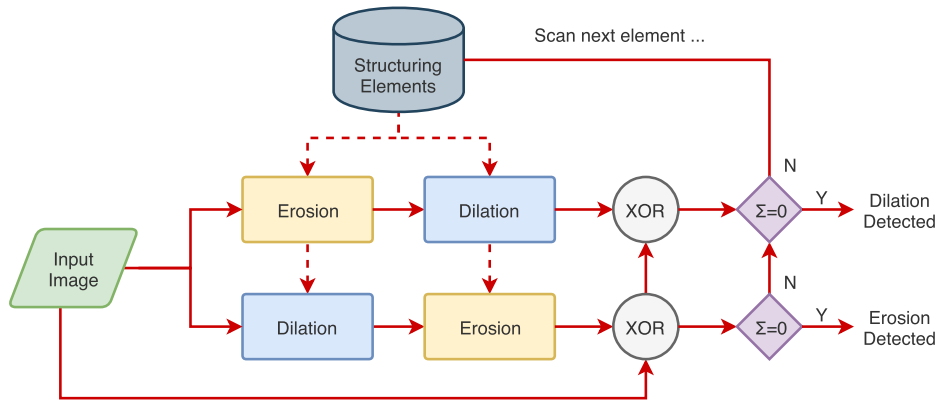 Scan next element ...
Structuring
Elements
N
Erosion
Dilation
XOR
Σ=0
Y
Dilation
Detected
Input
Image
N
Dilation
Erosion
XOR
Σ=0
Y
Erosion
Detected